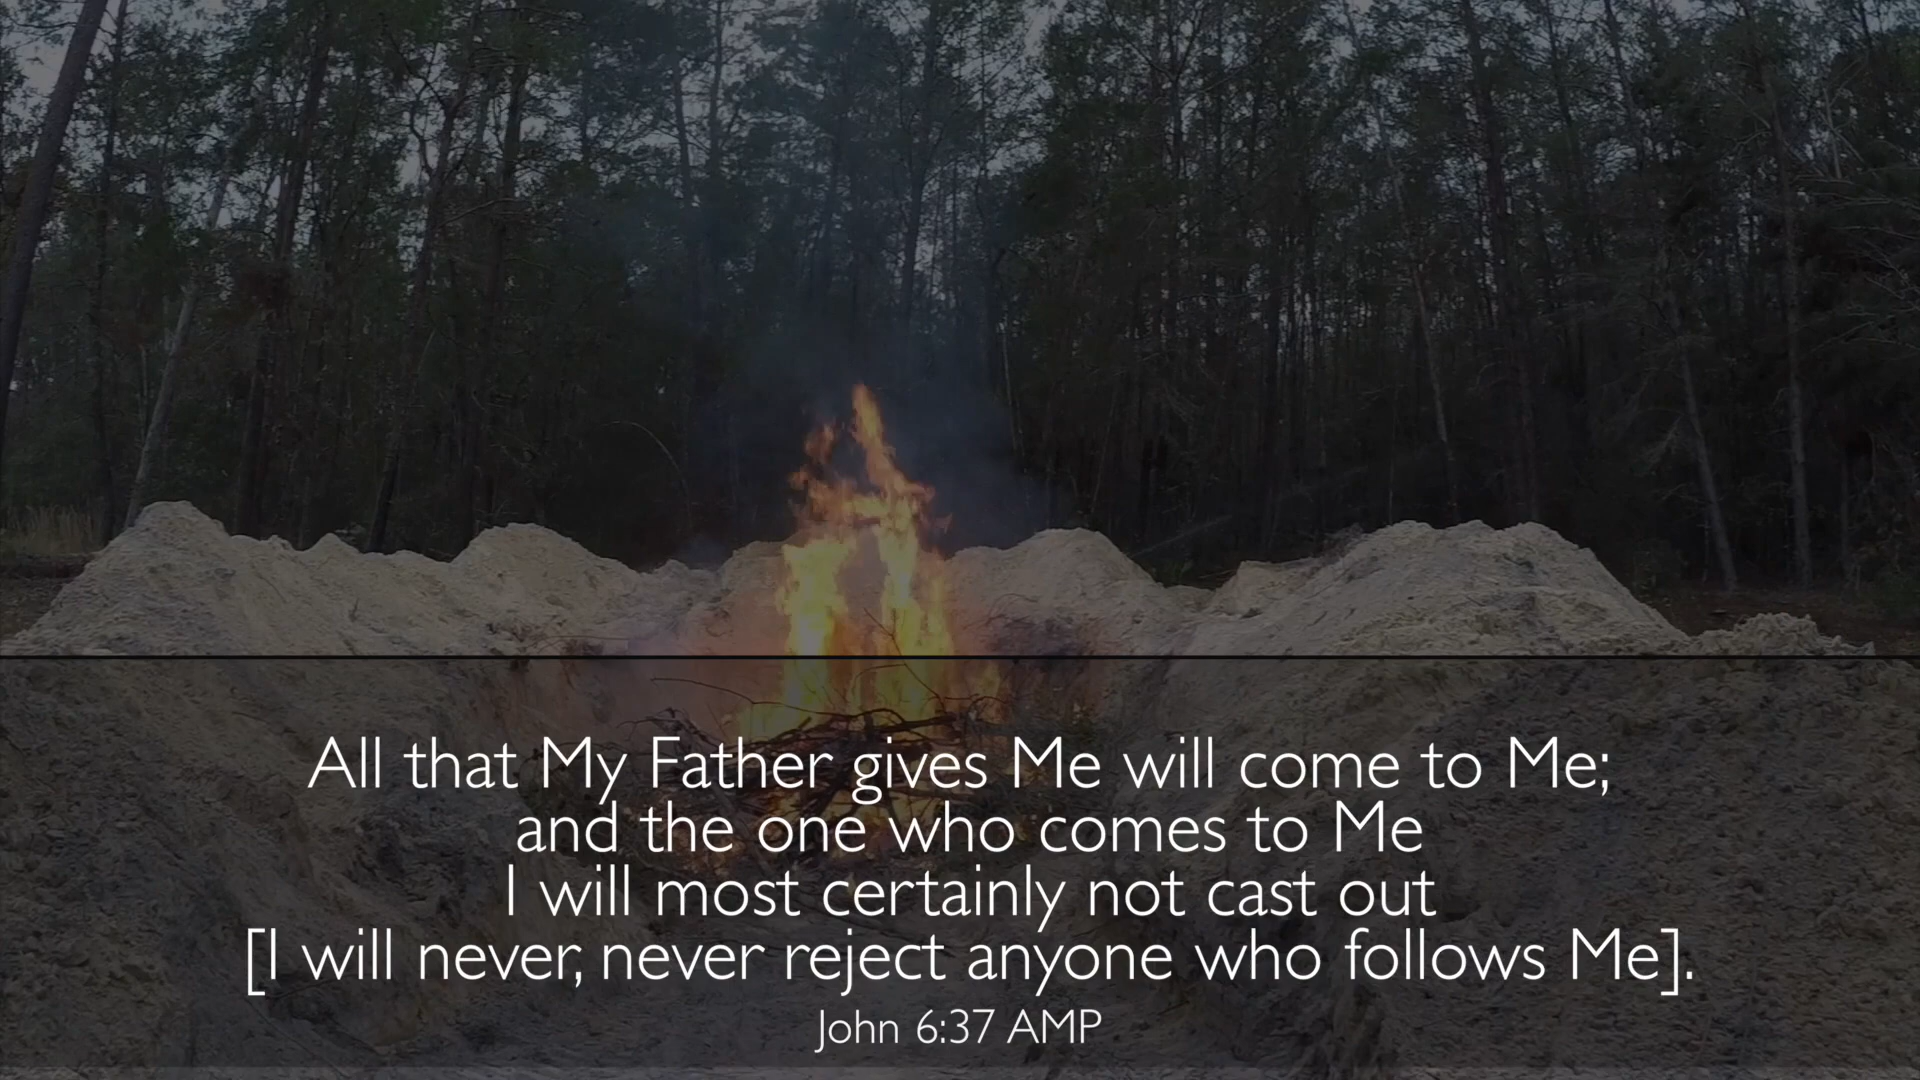 All that My Father gives Me will come to Me;
and the one who comes to Me
I will most certainly not cast out
[I will never, never reject anyone who follows Me].
John 6:37 AMP